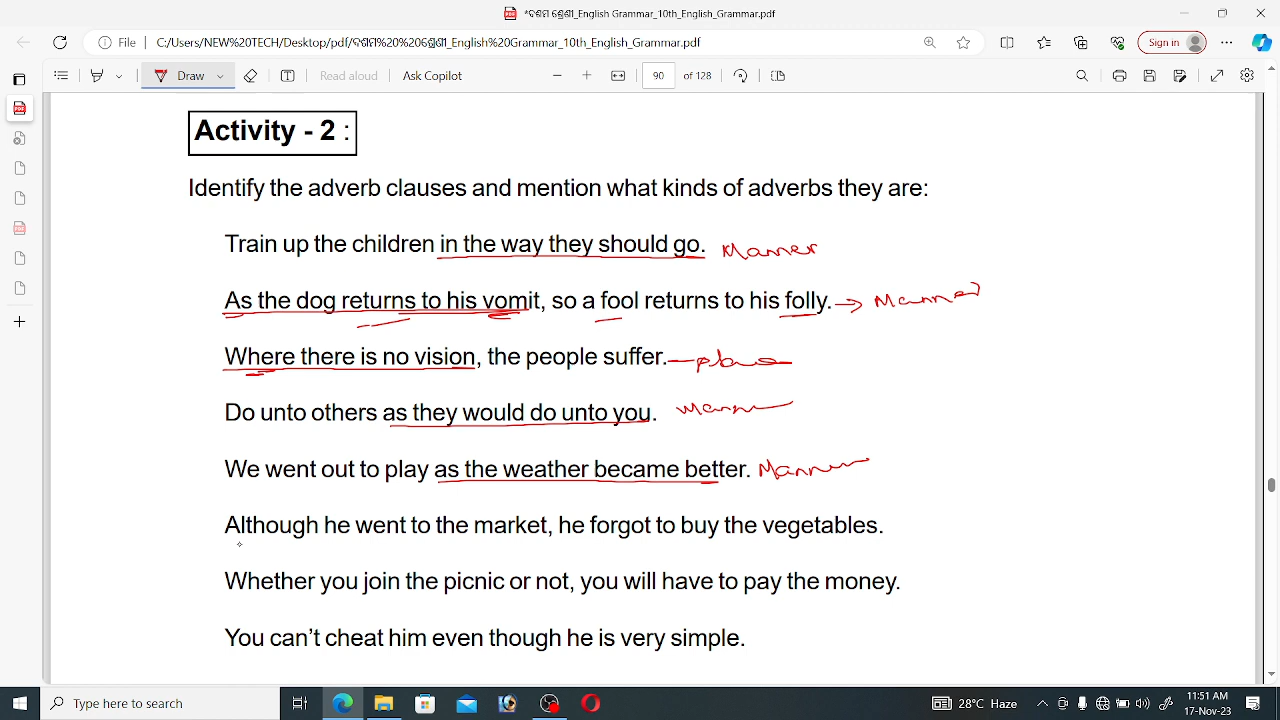 *ଦଶମ ଶ୍ରେଣୀ_English Grammar_10th_English_Grammar.pdf
File C:/Users/NEW%20TECH/Desktop/pdf/ଦଶମ%20ଶ୍ରେଣୀ_English%20Grammar_10th_English_Grammar.pdf Sign in
Draw Read aloud Ask Copilot 90 of 128
Activity - 2 :
Identify the adverb clauses and mention what kinds of adverbs they are:
Train up the children in the way they should go. Manner
As the dog returns to his vomit, so a fool returns to his folly. → Manner
Where there is no vision, the people suffer. place
Do unto others as they would do unto you. Manner
We went out to play as the weather became better. Manner
Although he went to the market, he forgot to buy the vegetables.
Whether you join the picnic or not, you will have to pay the money.
You can't cheat him even though he is very simple.
Type here to search 28°C Haze ENG 11:51 AM
17-Nov-23